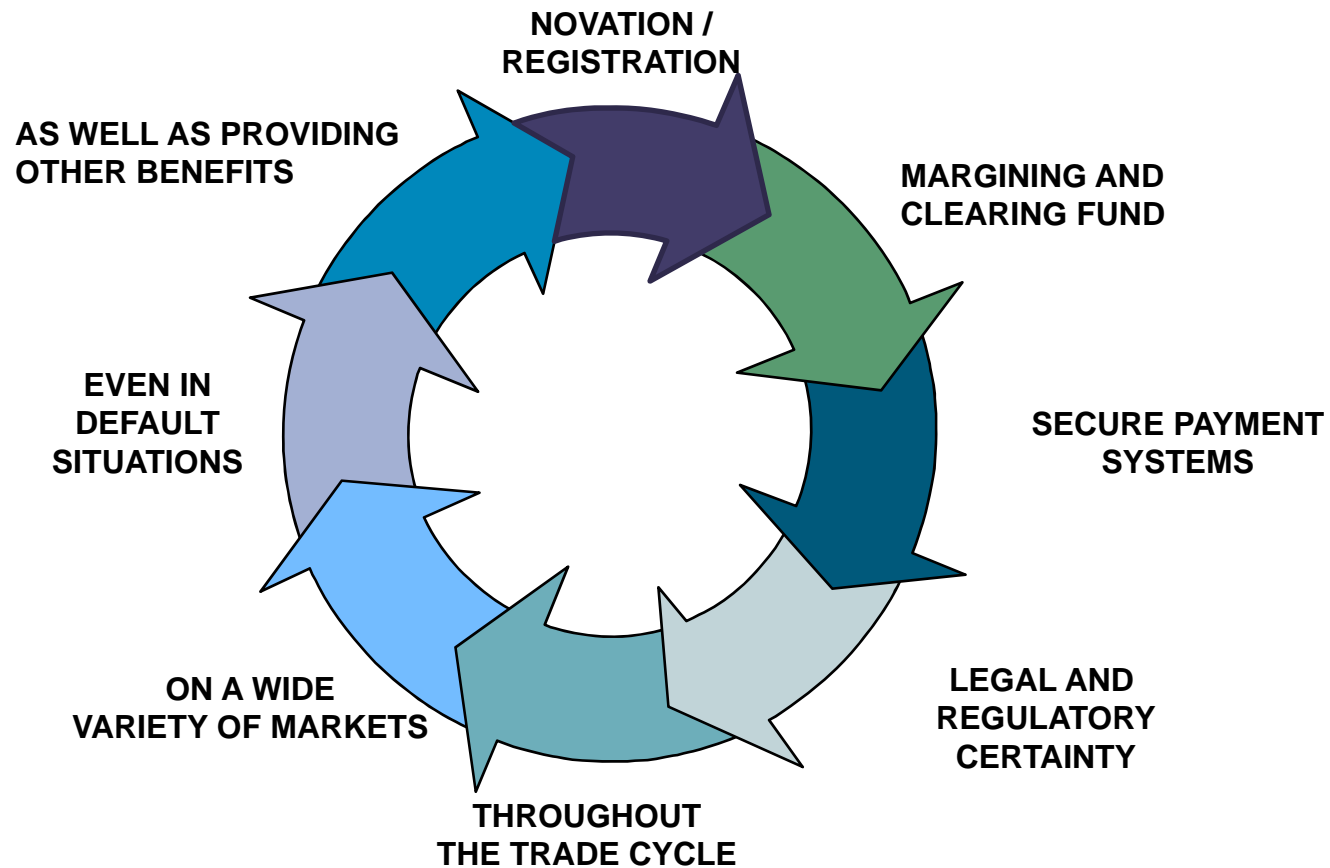 NOVATION /
REGISTRATION
MARGINING AND
CLEARING FUND
SECURE PAYMENT
SYSTEMS
LEGAL AND
REGULATORY
CERTAINTY
THROUGHOUT
THE TRADE CYCLE
ON A WIDE
VARIETY OF MARKETS
EVEN IN
DEFAULT
SITUATIONS
AS WELL AS PROVIDING
OTHER BENEFITS